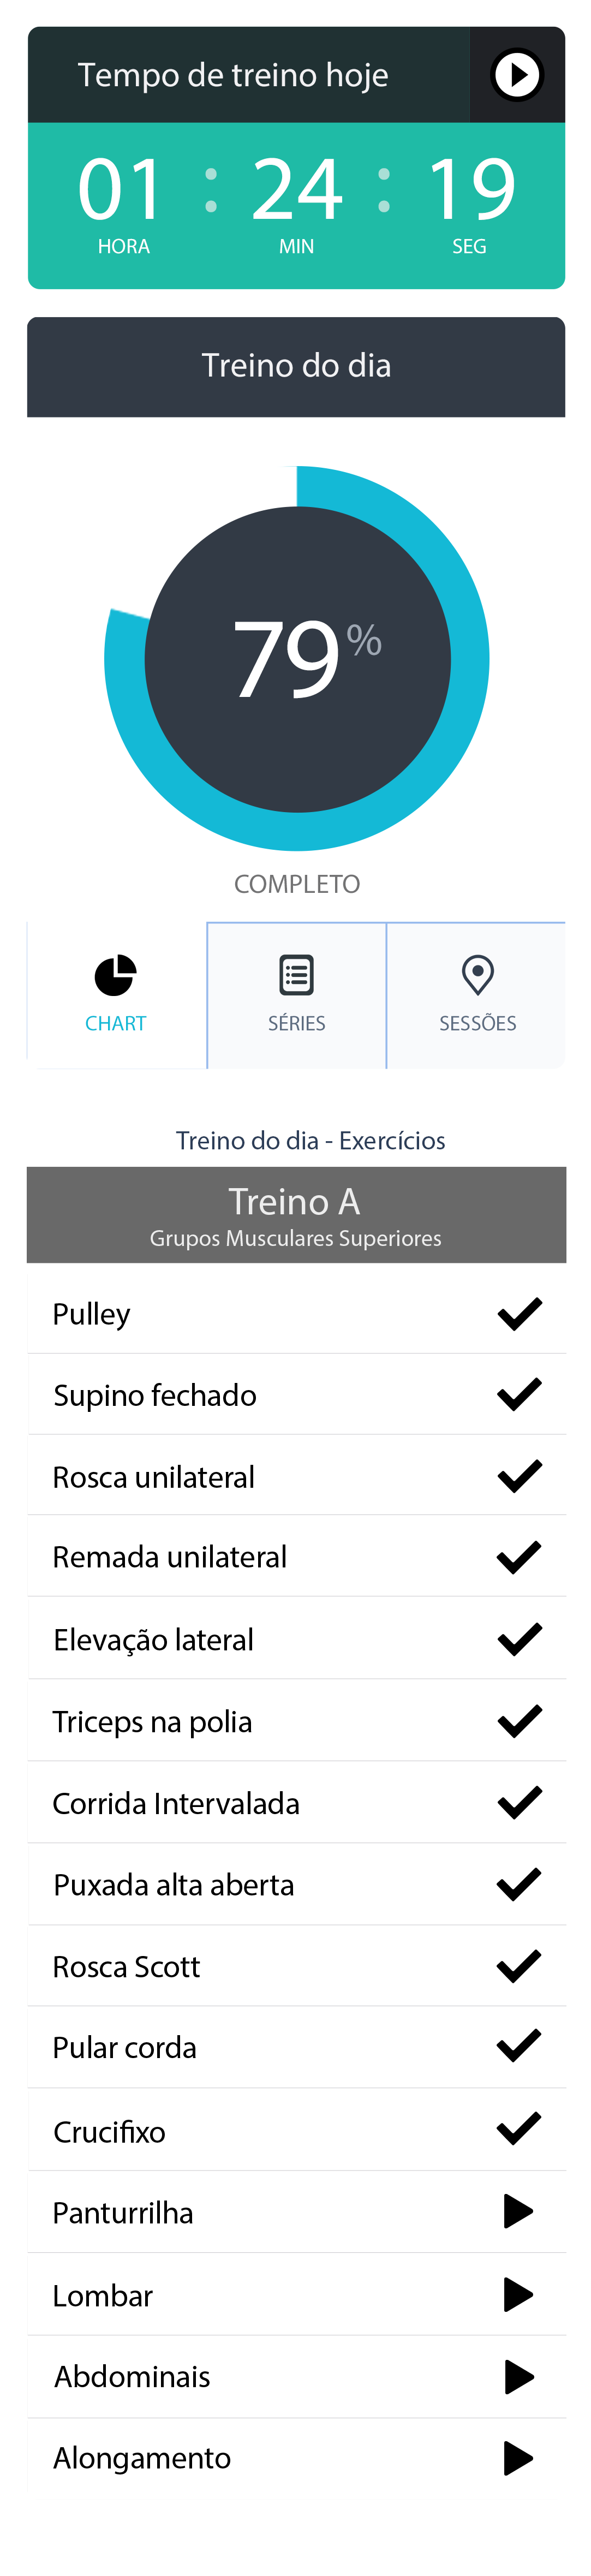 Tempo de treino hoje
01 : 24 : 19
HORA MIN SEG
Treino do dia
79%
COMPLETO
CHART SÉRIES SESSÕES
Treino do dia - Exercícios
Treino A
Grupos Musculares Superiores
Pulley
Supino fechado
Rosca unilateral
Remada unilateral
Elevação lateral
Triceps na polia
Corrida Intervalada
Puxada alta aberta
Rosca Scott
Pular corda
Crucifixo
Panturrilha
Lombar
Abdominais
Alongamento